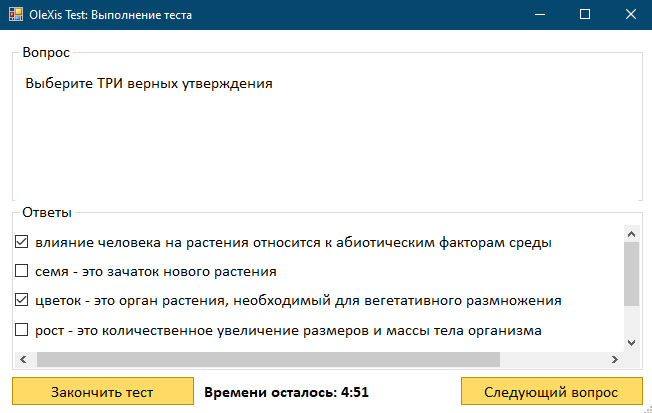 OleXis Test: Выполнение теста
Вопрос
Выберите ТРИ верных утверждения
Ответы
влияние человека на растения относится к абиотическим факторам среды
семя - это зачаток нового растения
цветок - это орган растения, необходимый для вегетативного размножения
рост - это количественное увеличение размеров и массы тела организма
Закончить тест
Времени осталось: 4:51
Следующий вопрос